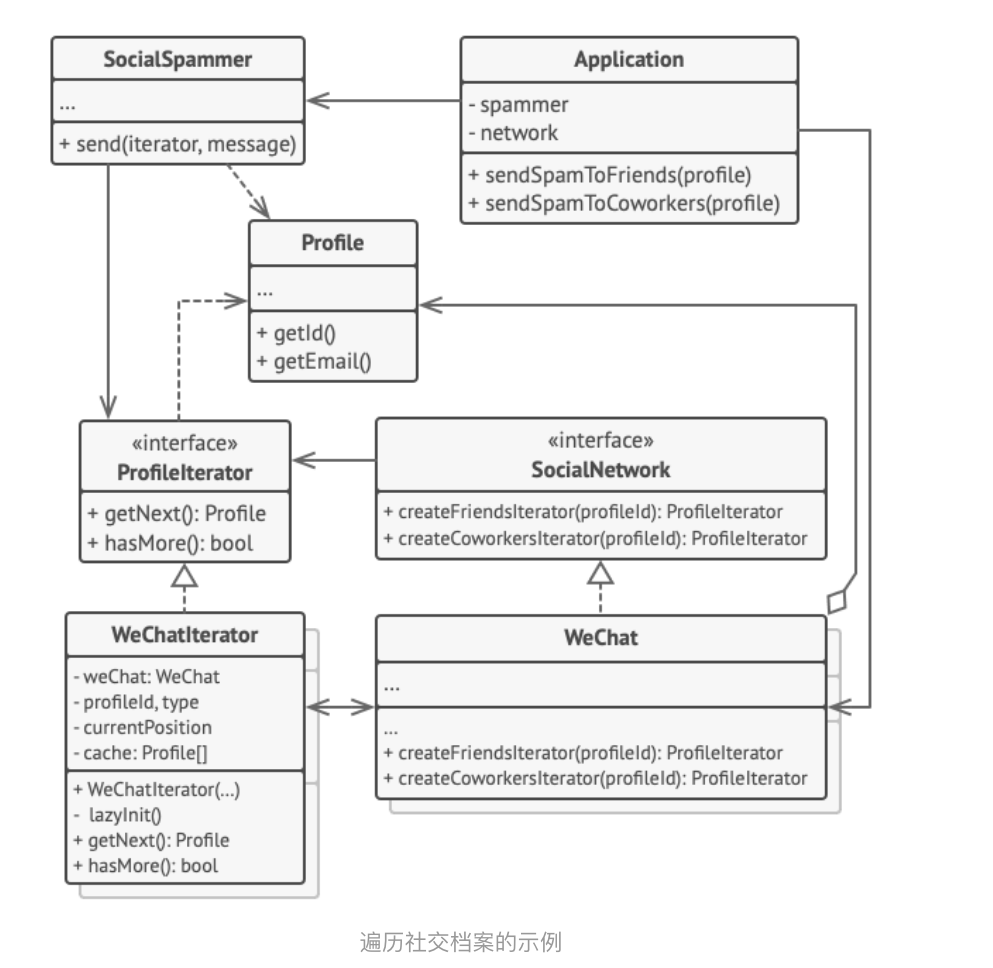 SocialSpammer
...
+ send(iterator, message)
Application
- spammer
- network
+ sendSpamToFriends(profile)
+ sendSpamToCoworkers(profile)
Profile
...
+ getId()
+ getEmail()
«interface»
ProfileIterator
+ getNext(): Profile
+ hasMore(): bool
«interface»
SocialNetwork
+ createFriendsIterator(profileId): ProfileIterator
+ createCoworkersIterator(profileId): ProfileIterator
WeChatIterator
- weChat: WeChat
- profileId, type
- currentPosition
- cache: Profile[]
+ WeChatIterator(...)
- lazyInit()
+ getNext(): Profile
+ hasMore(): bool
WeChat
...
...
+ createFriendsIterator(profileId): ProfileIterator
+ createCoworkersIterator(profileId): ProfileIterator
遍历社交档案的示例